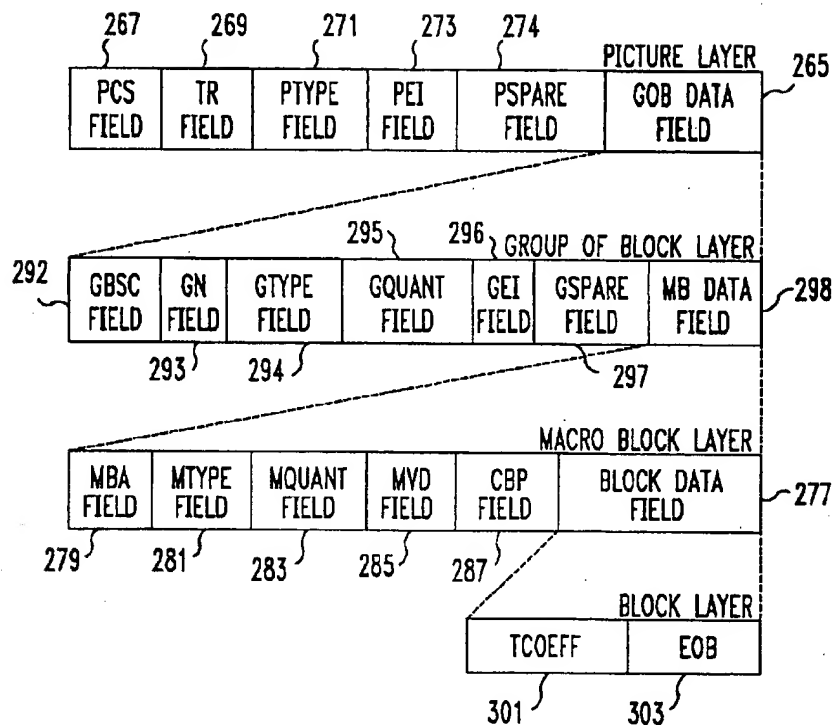 267 269 271 273 274
PICTURE LAYER
PCS FIELD TR FIELD PTYPE FIELD PEI FIELD PSPARE FIELD GOB DATA FIELD 265
295 296
GROUP OF BLOCK LAYER
292 GBSC FIELD GN FIELD GTYPE FIELD GQUANT FIELD GEI FIELD GSPARE FIELD MB DATA FIELD 298
293 294 297
MACRO BLOCK LAYER
MBA FIELD MTYPE FIELD MQUANT FIELD MVD FIELD CBP FIELD BLOCK DATA FIELD 277
279 281 283 285 287
BLOCK LAYER
TCOEFF EOB
301 303